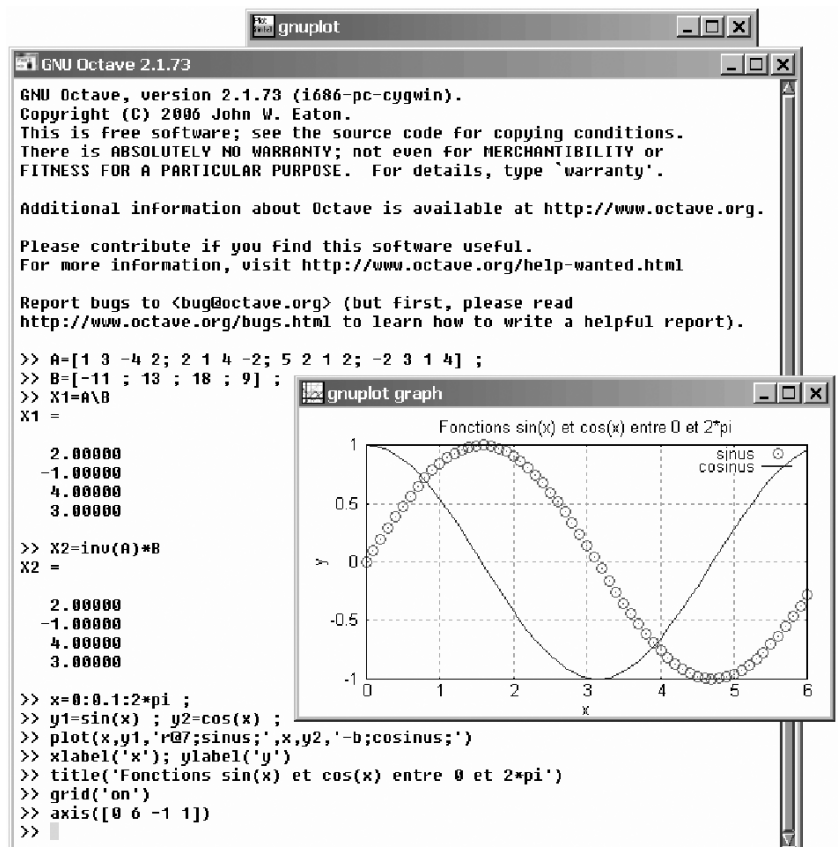 gnuplot
GNU Octave 2.1.73
GNU Octave, version 2.1.73 (i686-pc-cygwin).
Copyright (C) 2006 John W. Eaton.
This is free software; see the source code for copying conditions.
There is ABSOLUTELY NO WARRANTY; not even for MERCHANTIBILITY or
FITNESS FOR A PARTICULAR PURPOSE.  For details, type `warranty'.
Additional information about Octave is available at http://www.octave.org.
Please contribute if you find this software useful.
For more information, visit http://www.octave.org/help-wanted.html
Report bugs to <bug@octave.org> (but first, please read
http://www.octave.org/bugs.html to learn how to write a helpful report).
>> A=[1 3 -4 2; 2 1 4 -2; 5 2 1 2; -2 3 1 4] ;
>> B=[-11 ; 13 ; 18 ; 9] ;
>> X1=A\B
X1 =
2.00000
-1.00000
4.00000
3.00000
>> X2=inv(A)*B
X2 =
2.00000
-1.00000
4.00000
3.00000
>> x=0:0.1:2*pi ;
>> y1=sin(x) ; y2=cos(x) ;
>> plot(x,y1,'r@7;sinus;',x,y2,'-b;cosinus;')
>> xlabel('x'); ylabel('y')
>> title('Fonctions sin(x) et cos(x) entre 0 et 2*pi')
>> grid('on')
>> axis([0 6 -1 1])
>>
gnuplot graph
Fonctions sin(x) et cos(x) entre 0 et 2*pi
sinus
cosinus
1
0.5
0
-0.5
-1
y
0 1 2 3 4 5 6
x